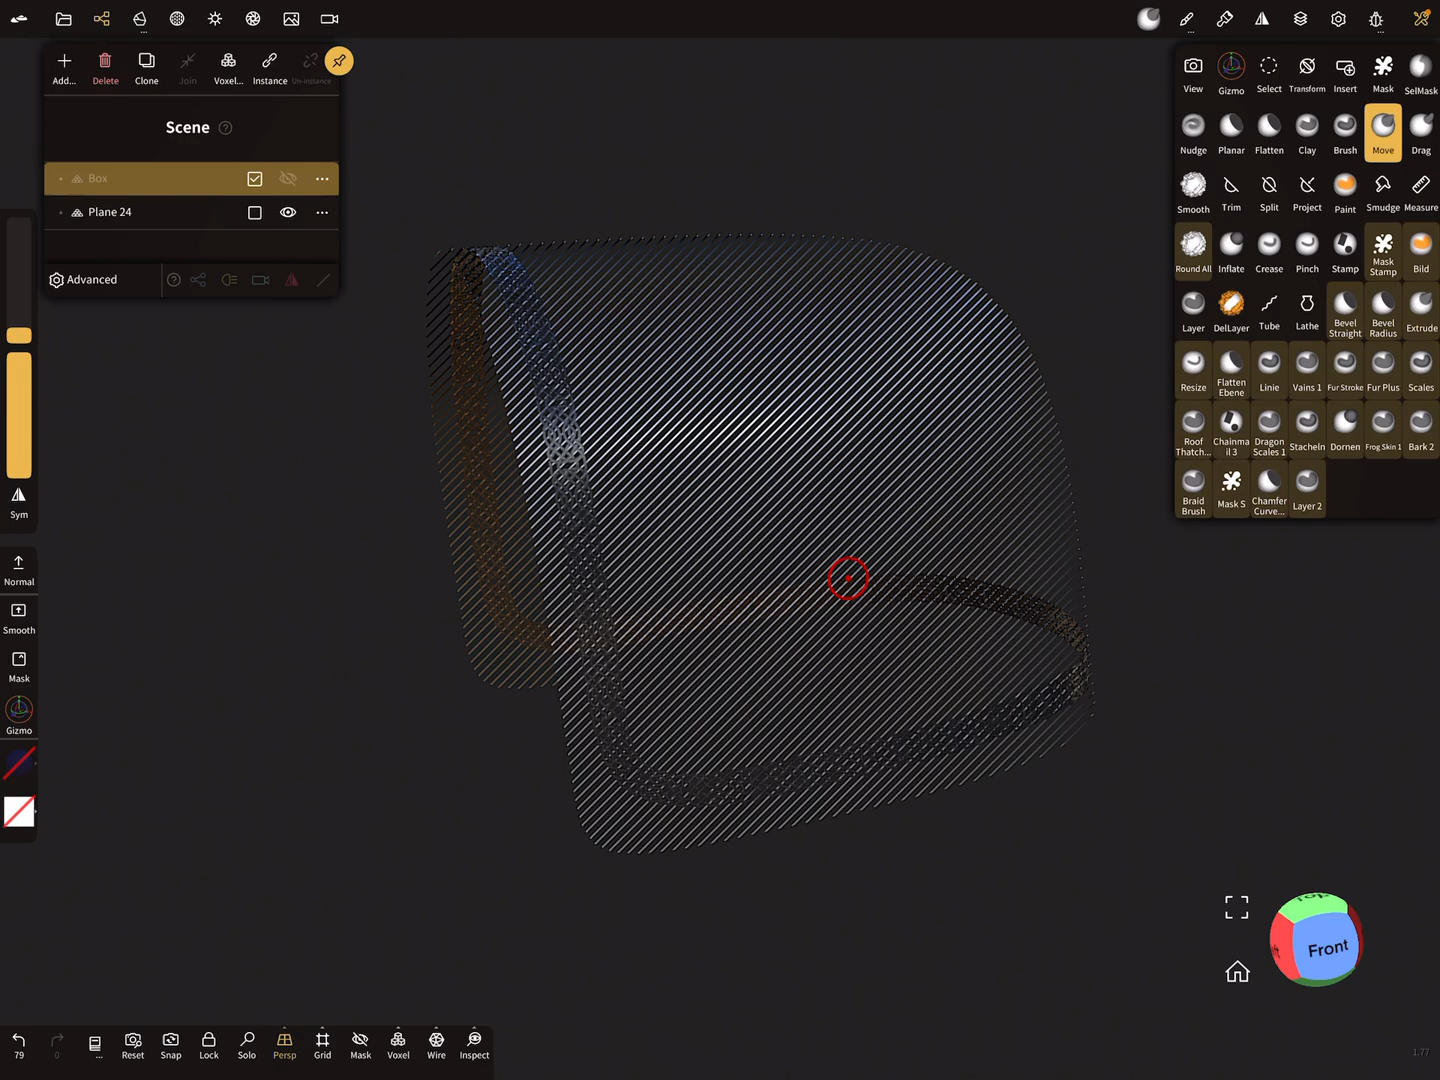 Add...
Delete
Clone
Join
Voxel...
Instance
Un-instance
Scene
Box
Plane 24
Advanced
View
Gizmo
Select
Transform
Insert
Mask
SelMask
Nudge
Planar
Flatten
Clay
Brush
Move
Drag
Smooth
Trim
Split
Project
Paint
Smudge
Measure
Round All
Inflate
Crease
Pinch
Stamp
Mask
Stamp
Bild
Layer
DelLayer
Tube
Lathe
Bevel
Straight
Bevel
Radius
Extrude
Resize
Flatten
Ebene
Linie
Vains 1
Fur Stroke
Fur Plus
Scales
Roof
Thatch...
Chainma
il 3
Dragon
Scales 1
Stacheln
Dornen
Frog Skin 1
Bark 2
Braid
Brush
Mask S
Chamfer
Curve...
Layer 2
Sym
Normal
Smooth
Mask
Gizmo
Top
Front
79
0
...
Reset
Snap
Lock
Solo
Persp
Grid
Mask
Voxel
Wire
Inspect
1.77